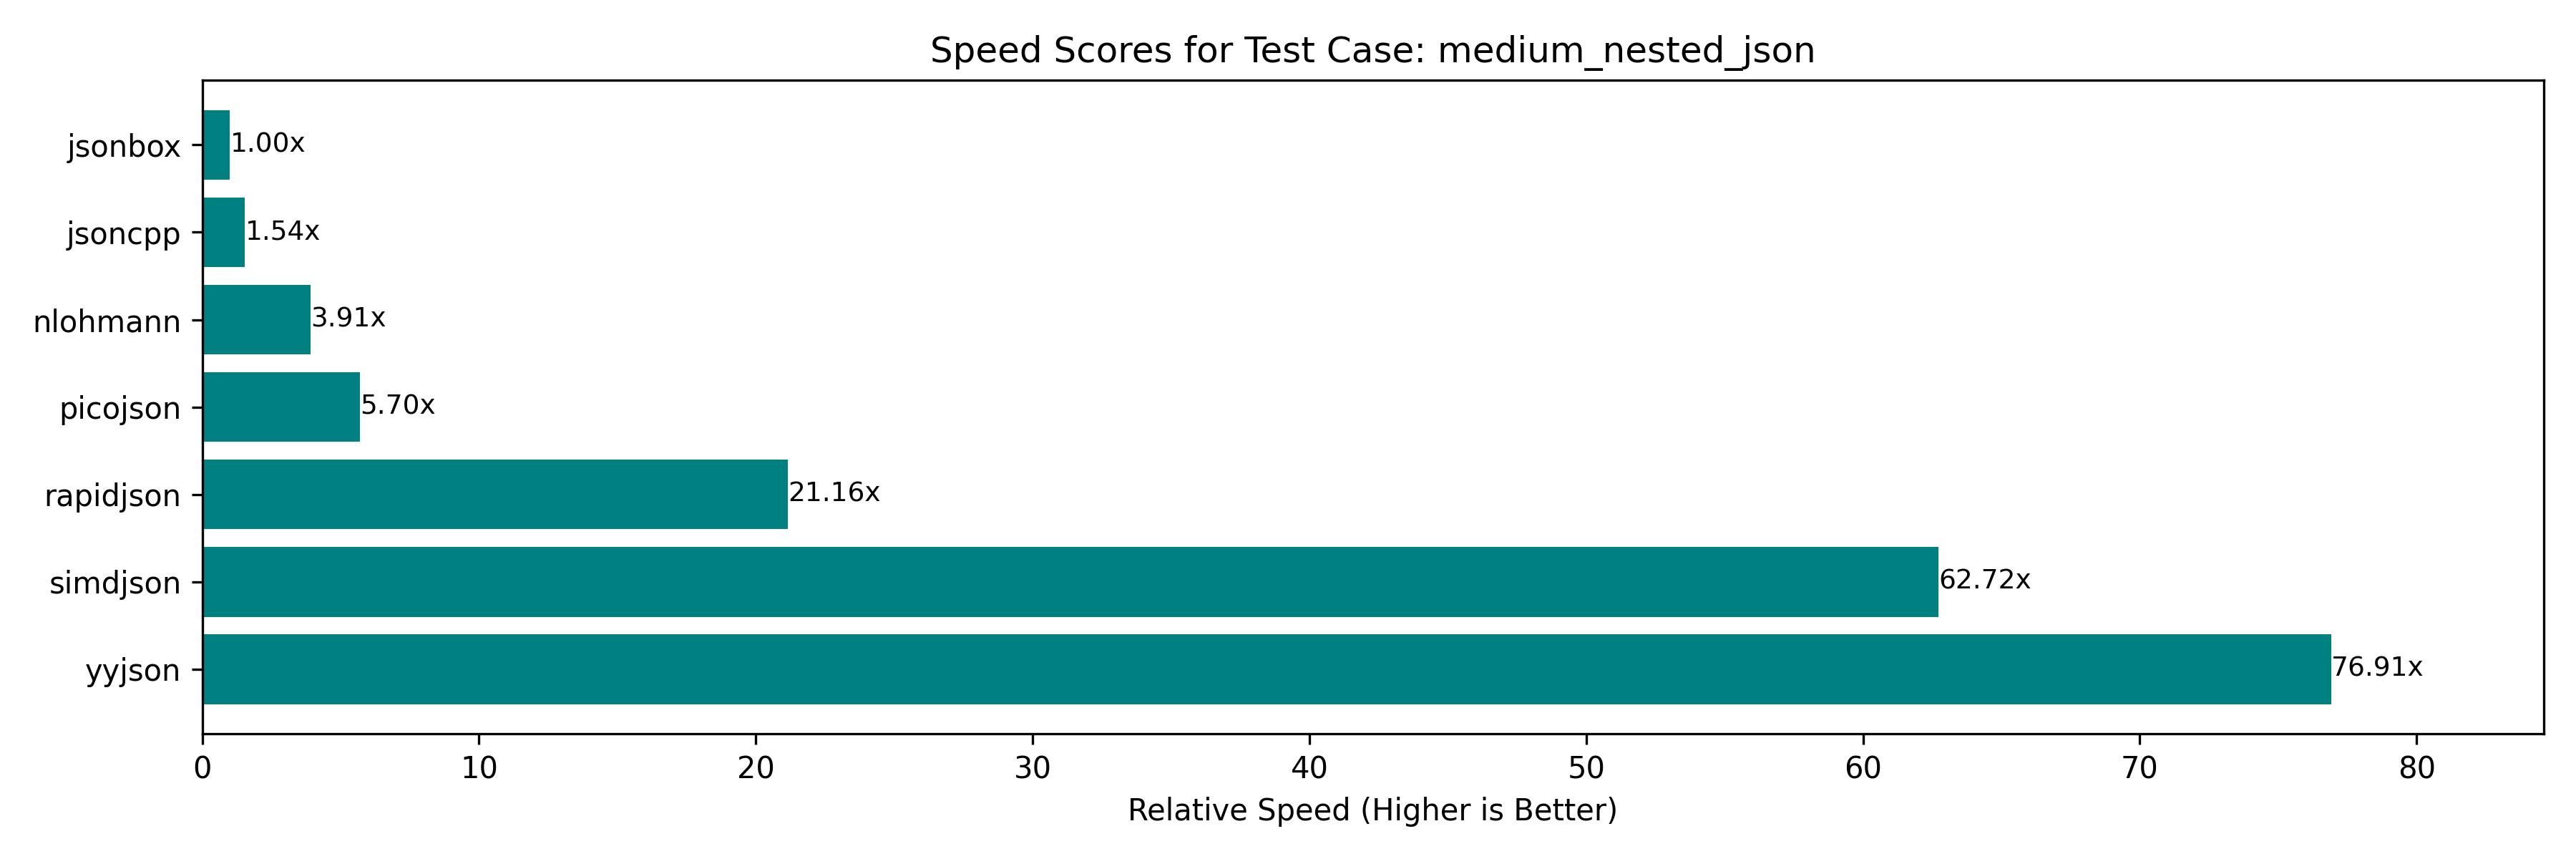 Speed Scores for Test Case: medium_nested_json
jsonbox 1.00x
jsoncpp 1.54x
nlohmann 3.91x
picojson 5.70x
rapidjson 21.16x
simdjson 62.72x
yyjson 76.91x
0 10 20 30 40 50 60 70 80
Relative Speed (Higher is Better)